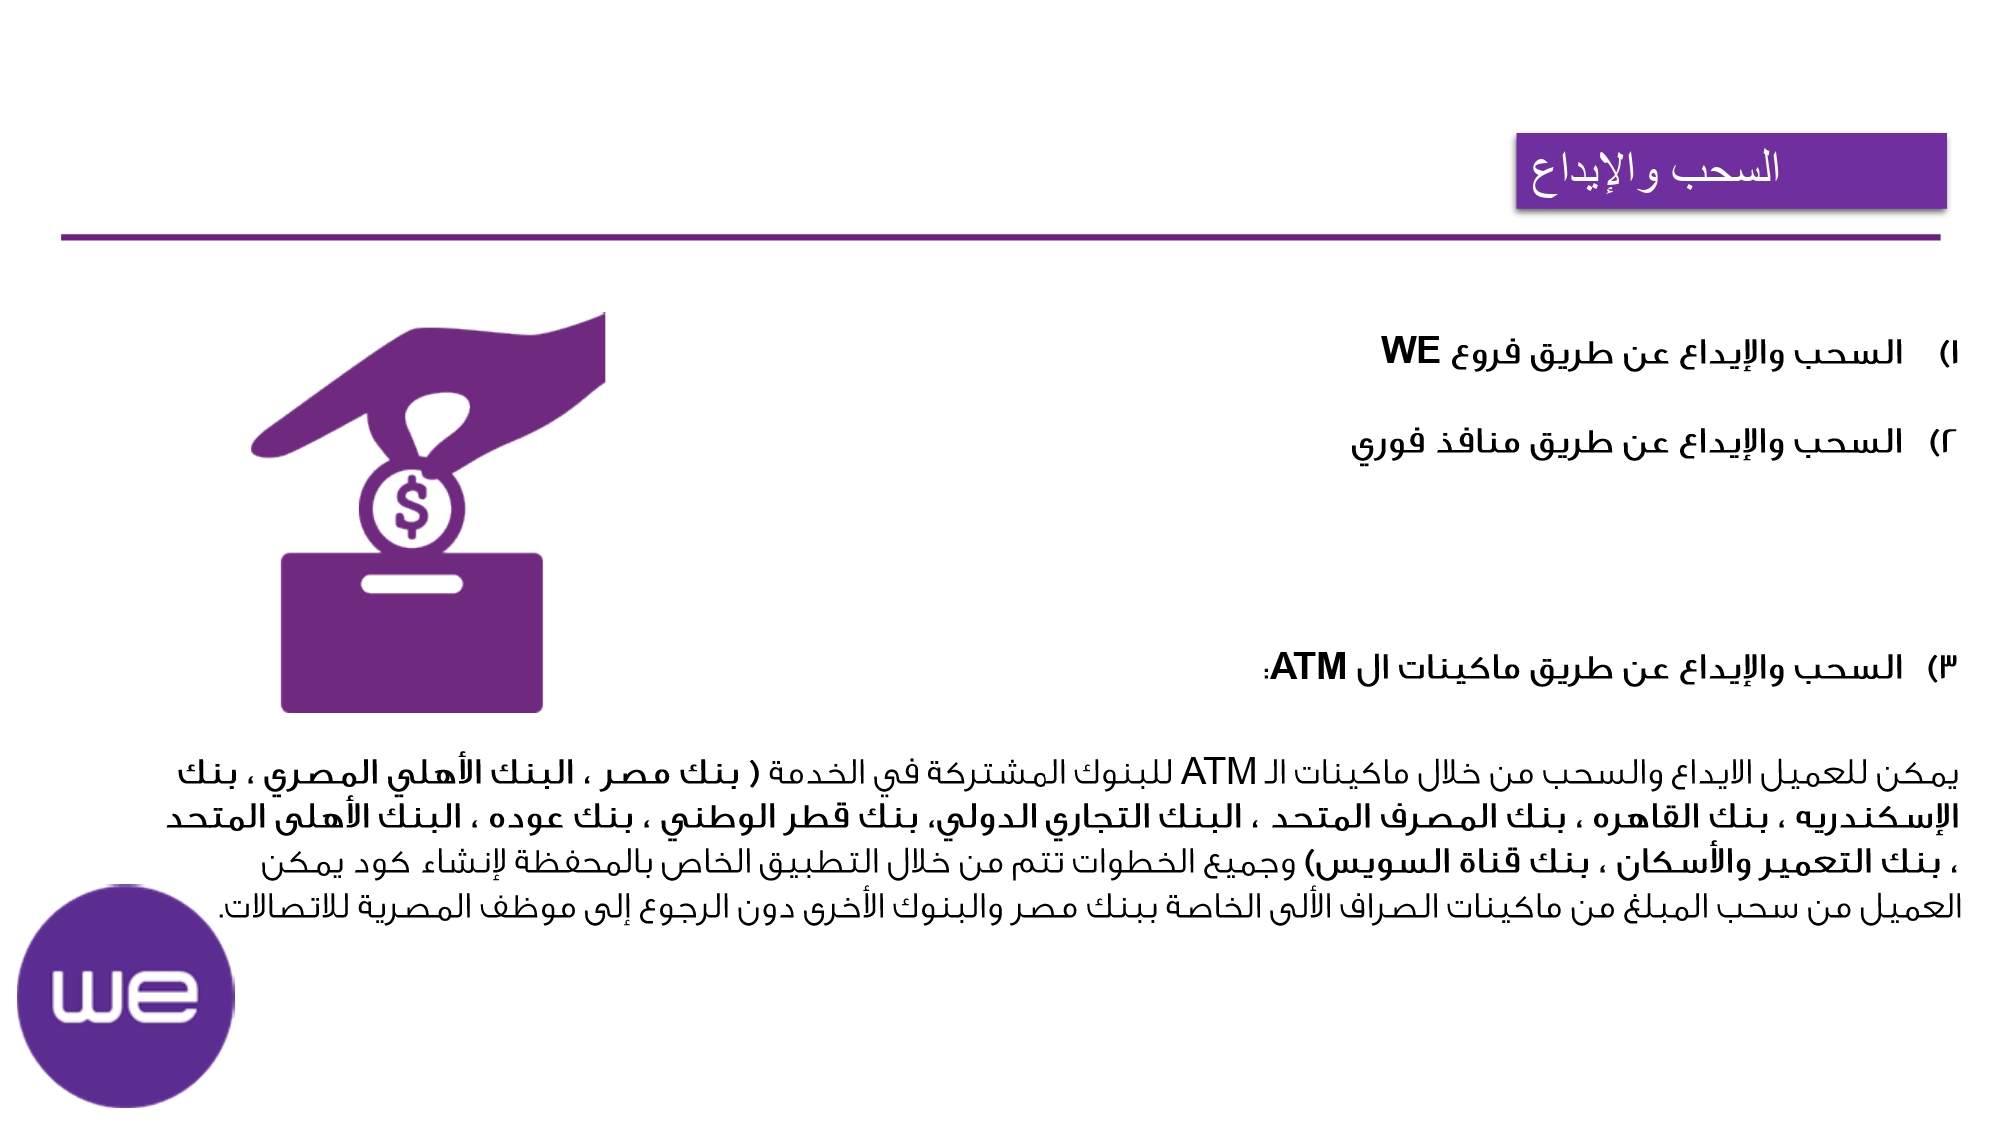 السحب والإيداع
١) السحب والإيداع عن طريق فروع WE
٢) السحب والإيداع عن طريق منافذ فوري
$
٣) السحب والإيداع عن طريق ماكينات ال ATM:
يمكن للعميل الايداع والسحب من خلال ماكينات الـ ATM للبنوك المشتركة في الخدمة ( بنك مصر ، البنك الأهلي المصري ، بنك
الإسكندريه ، بنك القاهره ، بنك المصرف المتحد ، البنك التجاري الدولي، بنك قطر الوطني ، بنك عوده ، البنك الأهلى المتحد
، بنك التعمير والأسكان ، بنك قناة السويس) وجميع الخطوات تتم من خلال التطبيق الخاص بالمحفظة لإنشاء كود يمكن
العميل من سحب المبلغ من ماكينات الصراف الألى الخاصة ببنك مصر والبنوك الأخرى دون الرجوع إلى موظف المصرية للاتصالات.
we